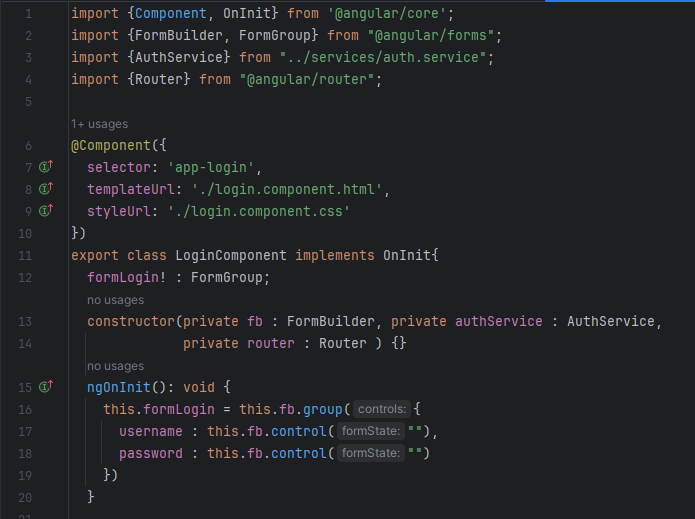 1 import {Component, OnInit} from '@angular/core';
2 import {FormBuilder, FormGroup} from "@angular/forms";
3 import {AuthService} from "../services/auth.service";
4 import {Router} from "@angular/router";
5
1+ usages
6 @Component({
7   selector: 'app-login',
8   templateUrl: './login.component.html',
9   styleUrl: './login.component.css'
10 })
11 export class LoginComponent implements OnInit{
12   formLogin! : FormGroup;
no usages
13   constructor(private fb : FormBuilder, private authService : AuthService,
14               private router : Router ) {}
no usages
15   ngOnInit(): void {
16     this.formLogin = this.fb.group( controls: {
17       username : this.fb.control( formState: ""),
18       password : this.fb.control( formState: "")
19     })
20   }